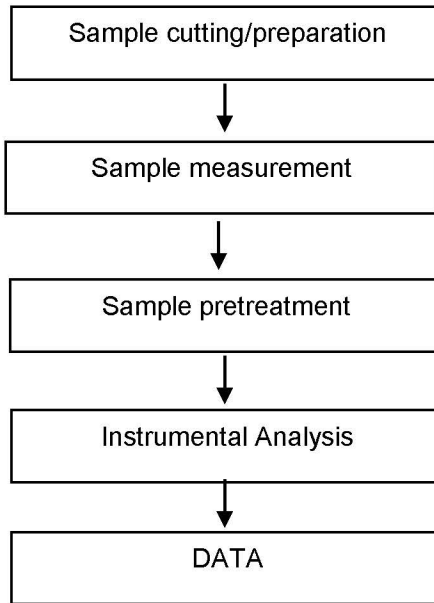 Sample cutting/preparation
Sample measurement
Sample pretreatment
Instrumental Analysis
DATA